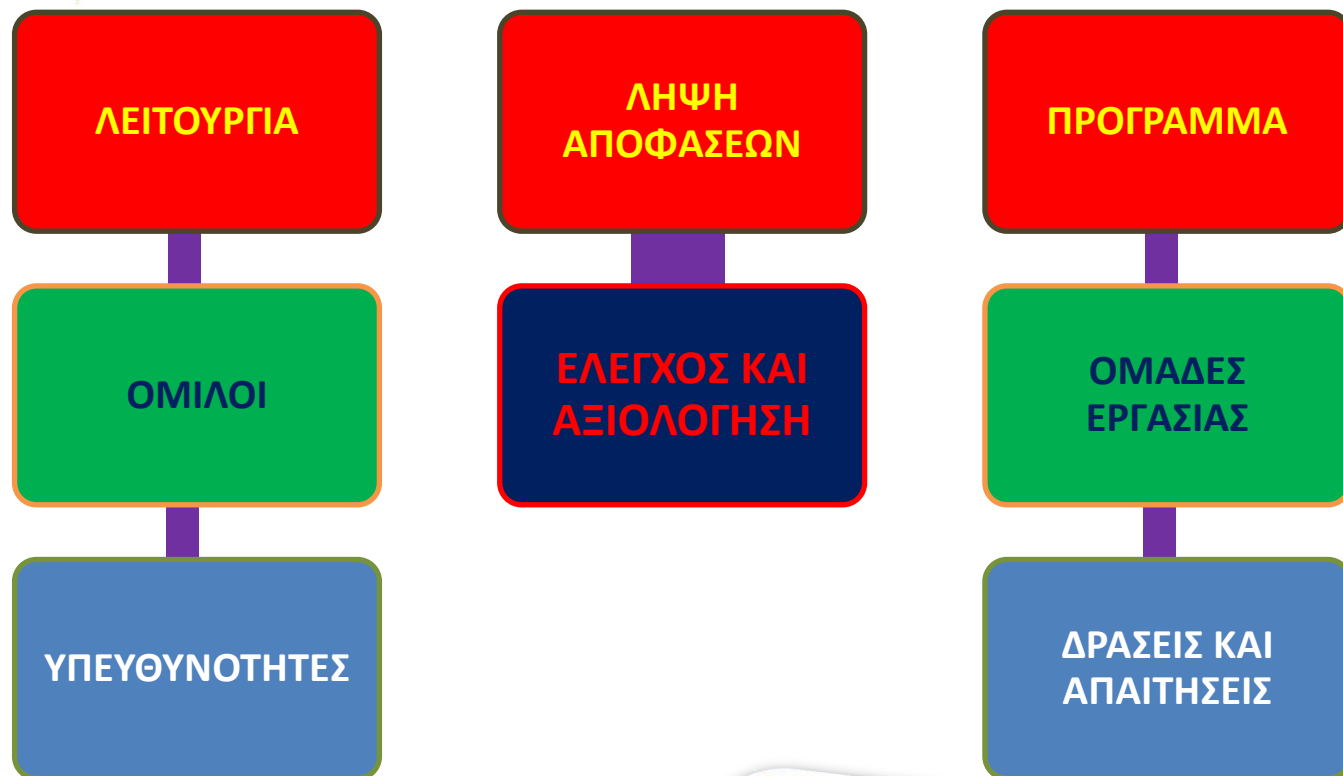 ΛΕΙΤΟΥΡΓΙΑ
ΛΗΨΗ
ΑΠΟΦΑΣΕΩΝ
ΠΡΟΓΡΑΜΜΑ
ΟΜΙΛΟΙ
ΕΛΕΓΧΟΣ ΚΑΙ
ΑΞΙΟΛΟΓΗΣΗ
ΟΜΑΔΕΣ
ΕΡΓΑΣΙΑΣ
ΥΠΕΥΘΥΝΟΤΗΤΕΣ
ΔΡΑΣΕΙΣ ΚΑΙ
ΑΠΑΙΤΗΣΕΙΣ